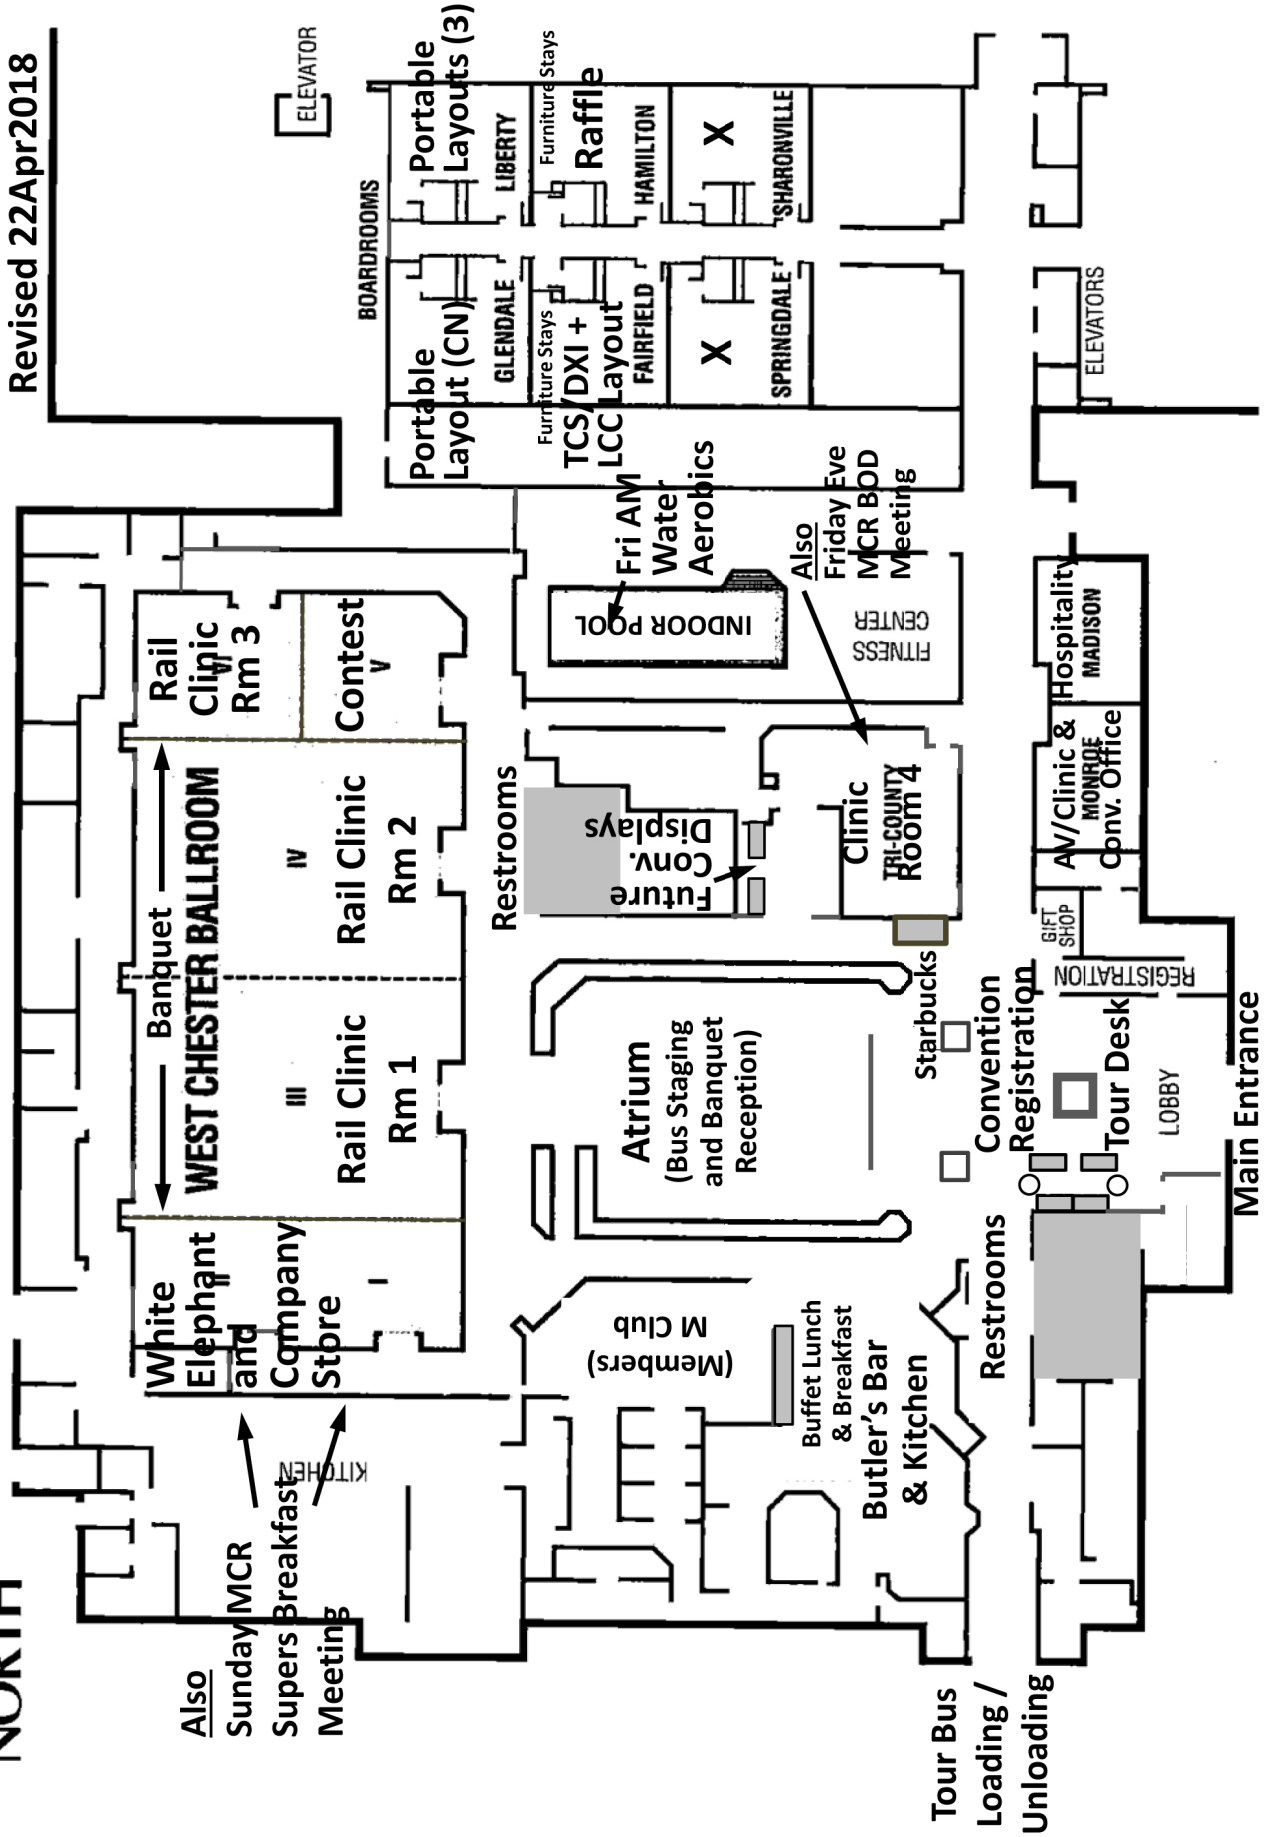 Revised 22Apr2018
NORTH
ELEVATOR
BOARDROOMS
Portable
Layout (CN)
GLENDALE
Portable
Layouts (3)
LIBERTY
Furniture Stays
TCS/DXI +
LCC Layout
FAIRFIELD
Furniture Stays
Raffle
HAMILTON
X
SPRINGDALE
X
SHARONVILLE
ELEVATORS
White
Elephant
II
and
Company
Store
I
Banquet
WEST CHESTER BALLROOM
III
Rail Clinic
Rm 1
IV
Rail Clinic
Rm 2
Rail
Clinic
VI
Rm 3
Contest
V
Also
Sunday MCR
Supers Breakfast
Meeting
KITCHEN
Restrooms
Fri AM
Water
Aerobics
INDOOR POOL
FITNESS
CENTER
Also
Friday Eve
MCR BOD
Meeting
Future
Conv.
Displays
Clinic
TRI-COUNTY
Room 4
Atrium
(Bus Staging
and Banquet
Reception)
M Club
(Members)
Buffet Lunch
& Breakfast
Butler's Bar
& Kitchen
Starbucks
Convention
Registration
Restrooms
Tour Desk
LOBBY
Main Entrance
REGISTRATION
GIFT
SHOP
AV/Clinic &
MONROE
Conv. Office
Hospitality
MADISON
Tour Bus
Loading /
Unloading